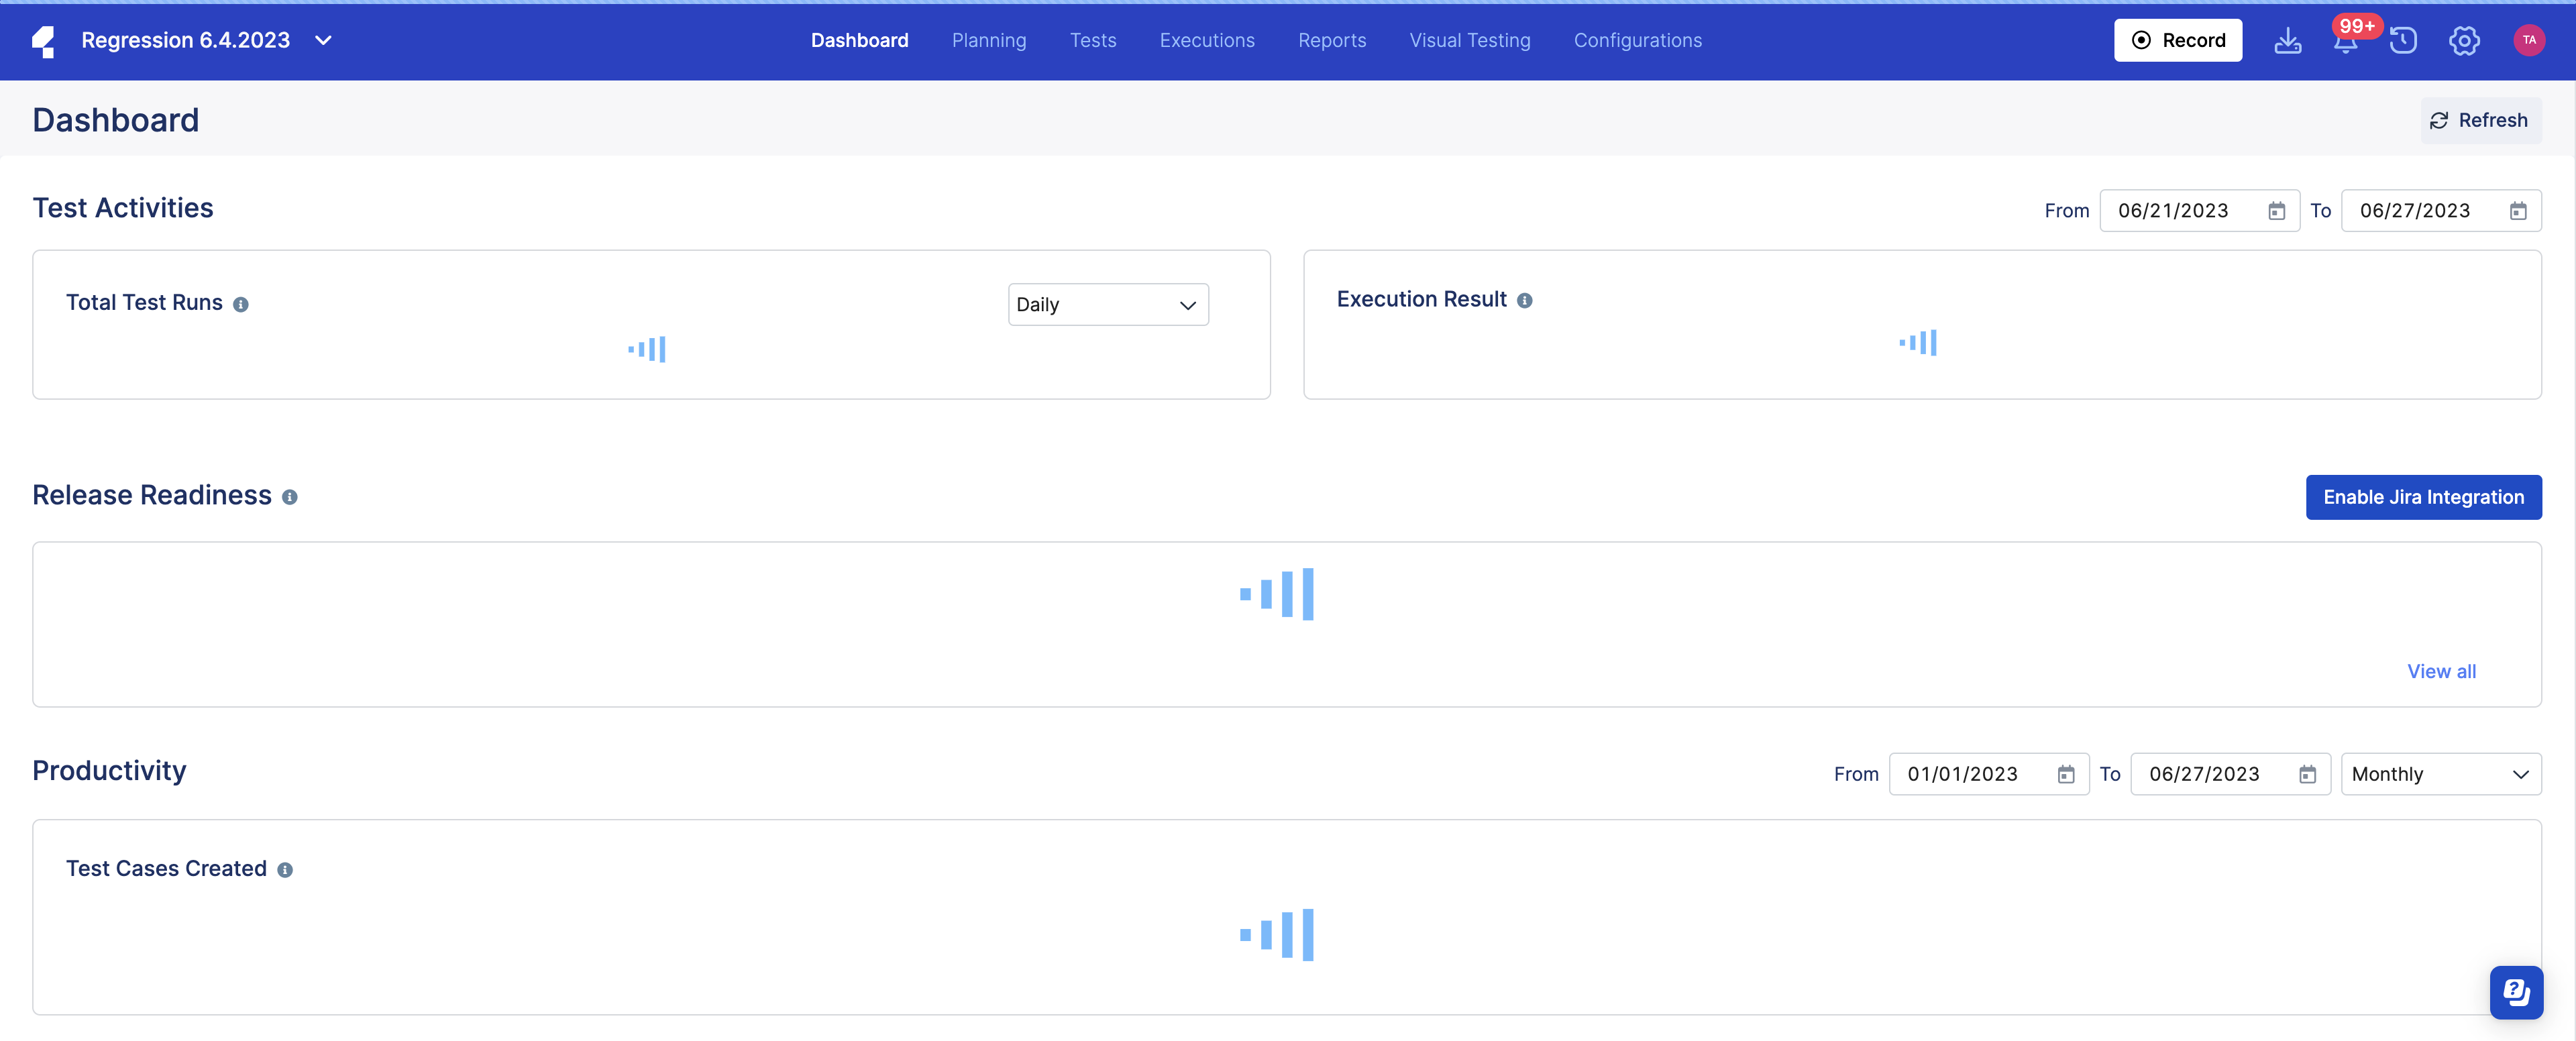 Regression 6.4.2023 Dashboard Planning Tests Executions Reports Visual Testing Configurations Record 99+ TA
Dashboard Refresh
Test Activities From 06/21/2023 To 06/27/2023
Total Test Runs Daily
Execution Result
Release Readiness Enable Jira Integration
View all
Productivity From 01/01/2023 To 06/27/2023 Monthly
Test Cases Created